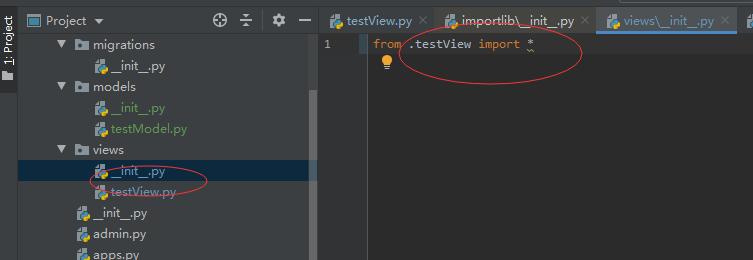 1: Project
Project
migrations
__init__.py
models
__init__.py
testModel.py
views
__init__.py
testView.py
__init__.py
admin.py
apps.py
testView.py
importlib\__init__.py
views\__init__.py
1
from .testView import *